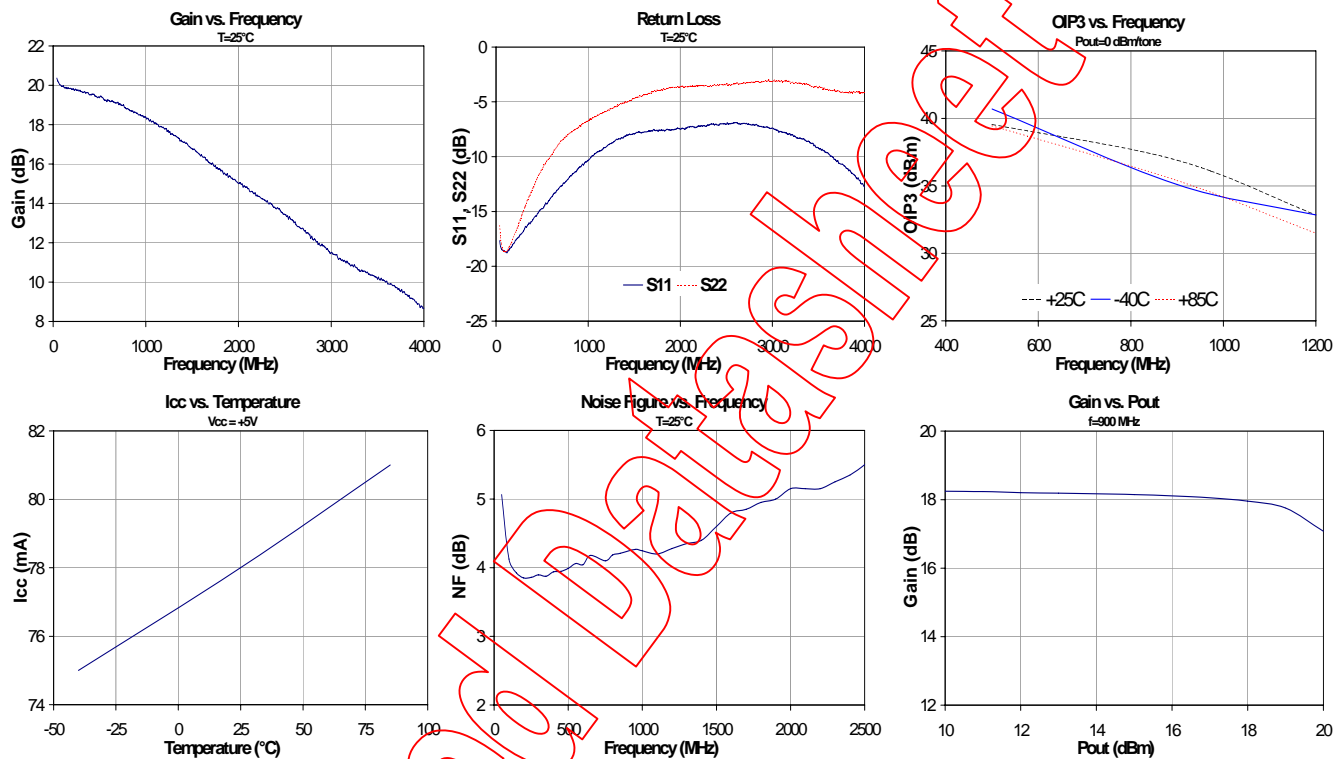 Gain vs. Frequency
T=25°C
22
20
18
16
14
12
10
8
Gain (dB)
0 1000 2000 3000 4000
Frequency (MHz)
Return Loss
T=25°C
0
-5
-10
-15
-20
-25
S11, S22 (dB)
S11 S22
0 1000 2000 3000 4000
Frequency (MHz)
OIP3 vs. Frequency
Pout=0 dBm/tone
45
40
35
30
25
OIP3 (dBm)
+25C -40C +85C
400 600 800 1000 1200
Frequency (MHz)
Icc vs. Temperature
Vcc = +5V
82
80
78
76
74
Icc (mA)
-50 -25 0 25 50 75 100
Temperature (°C)
Noise Figure vs. Frequency
T=25°C
6
5
4
3
2
NF (dB)
0 500 1000 1500 2000 2500
Frequency (MHz)
Gain vs. Pout
f=900 MHz
20
18
16
14
12
Gain (dB)
10 12 14 16 18 20
Pout (dBm)
d Datasheet